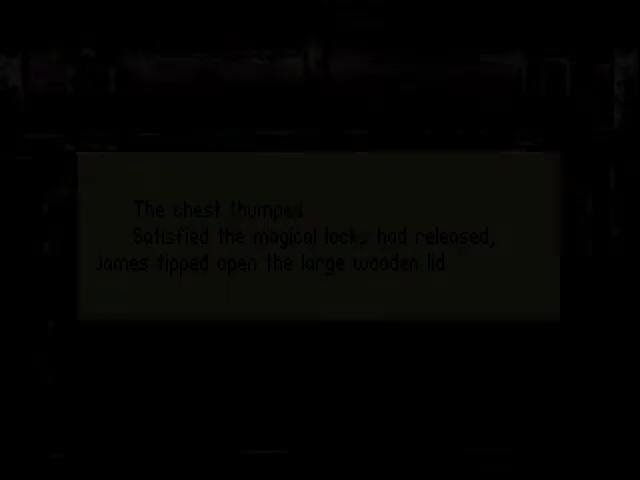 The chest thumped
Satisfied the magical locks had released,
James tipped open the large wooden lid